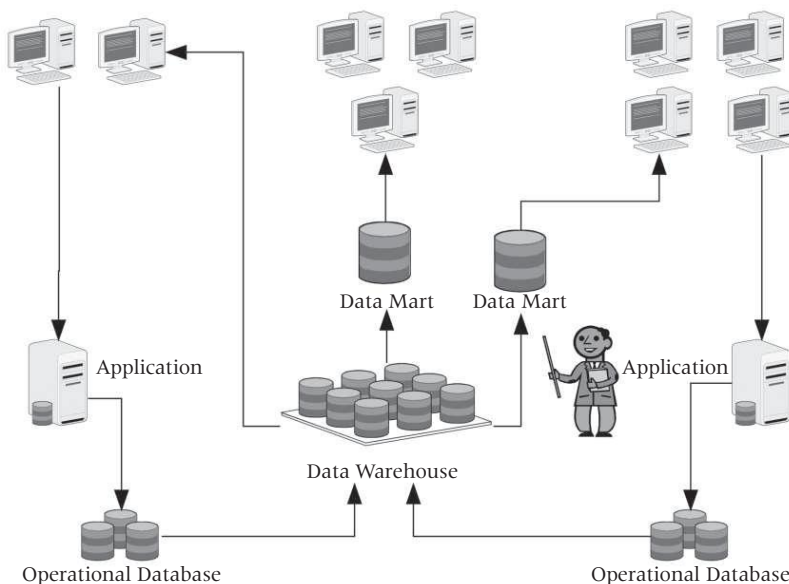 Data Mart
Data Mart
Application
Application
Data Warehouse
Operational Database
Operational Database